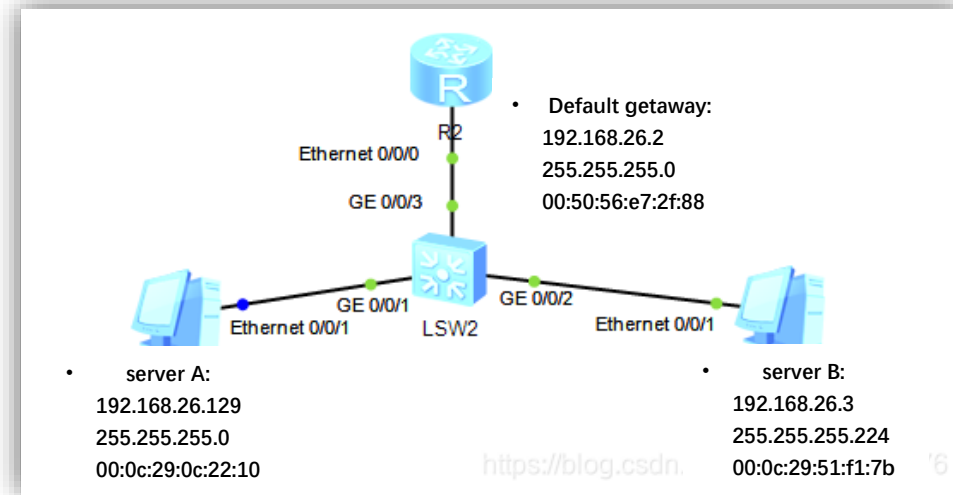 R
R2
• Default getaway:
192.168.26.2
255.255.255.0
00:50:56:e7:2f:88
Ethernet 0/0/0
GE 0/0/3
GE 0/0/1
GE 0/0/2
Ethernet 0/0/1
LSW2
Ethernet 0/0/1
• server A:
192.168.26.129
255.255.255.0
00:0c:29:0c:22:10
• server B:
192.168.26.3
255.255.255.224
00:0c:29:51:f1:7b
https://blog.csdn.